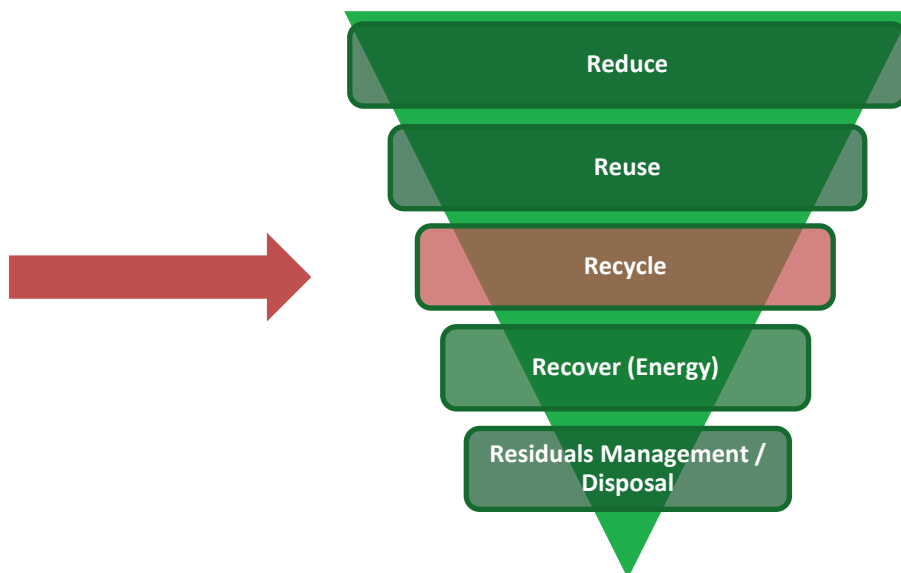 Reduce
Reuse
Recycle
Recover (Energy)
Residuals Management /
Disposal